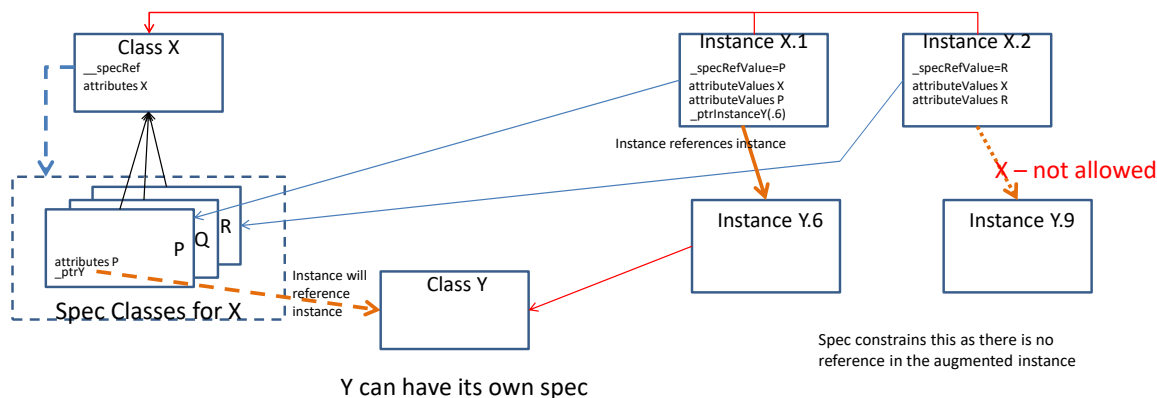 Class X
__specRef
attributes X
Instance X.1
_specRefValue=P
attributeValues X
attributeValues P
_ptrInstanceY(.6)
Instance X.2
_specRefValue=R
attributeValues X
attributeValues R
Instance references instance
X – not allowed
R
Q
P
attributes P
_ptrY
Spec Classes for X
Instance will
reference
instance
Class Y
Instance Y.6
Instance Y.9
Spec constrains this as there is no
reference in the augmented instance
Y can have its own spec